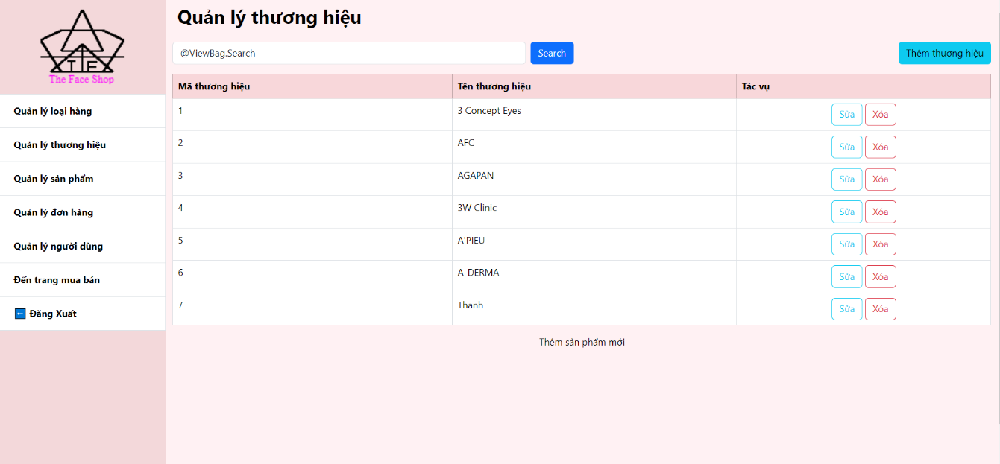 TTF
The Face Shop
Quản lý loại hàng
Quản lý thương hiệu
Quản lý sản phẩm
Quản lý đơn hàng
Quản lý người dùng
Đến trang mua bán
Đăng Xuất
Quản lý thương hiệu
@ViewBag.Search Search Thêm thương hiệu
Mã thương hiệu Tên thương hiệu Tác vụ
1 3 Concept Eyes Sửa Xóa
2 AFC Sửa Xóa
3 AGAPAN Sửa Xóa
4 3W Clinic Sửa Xóa
5 A'PIEU Sửa Xóa
6 A-DERMA Sửa Xóa
7 Thanh Sửa Xóa
Thêm sản phẩm mới